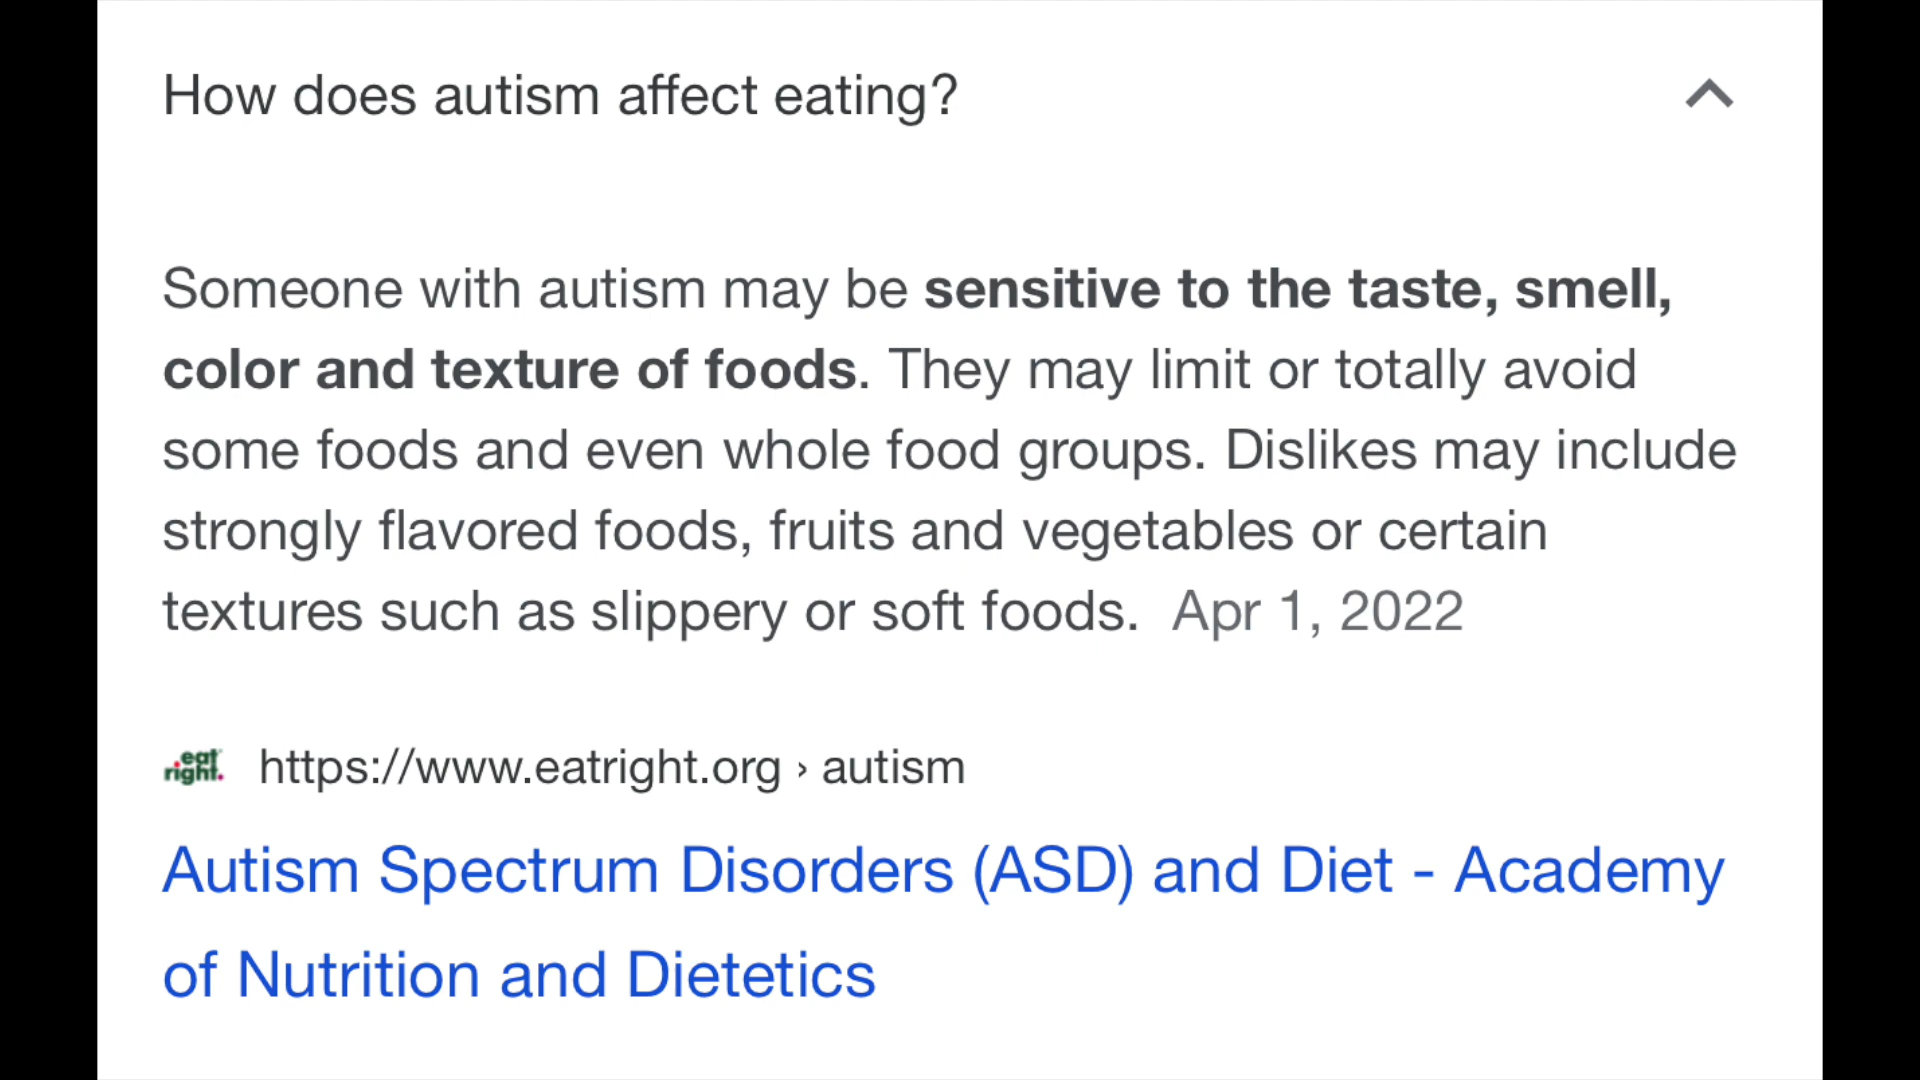 How does autism affect eating?
Someone with autism may be sensitive to the taste, smell,
color and texture of foods. They may limit or totally avoid
some foods and even whole food groups. Dislikes may include
strongly flavored foods, fruits and vegetables or certain
textures such as slippery or soft foods. Apr 1, 2022
eat
right.
https://www.eatright.org › autism
Autism Spectrum Disorders (ASD) and Diet - Academy
of Nutrition and Dietetics